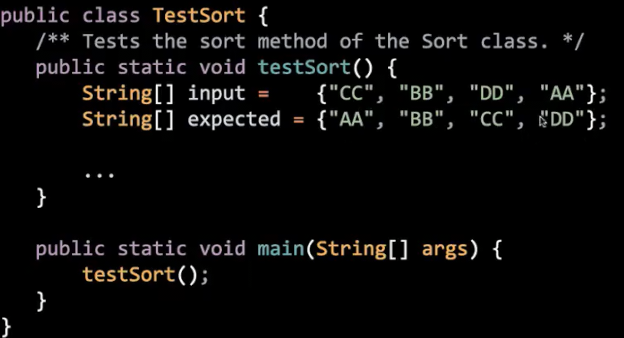 public class TestSort {
/** Tests the sort method of the Sort class. */
public static void testSort() {
String[] input = {"CC", "BB", "DD", "AA"};
String[] expected = {"AA", "BB", "CC", "DD"};
...
}
public static void main(String[] args) {
testSort();
}
}